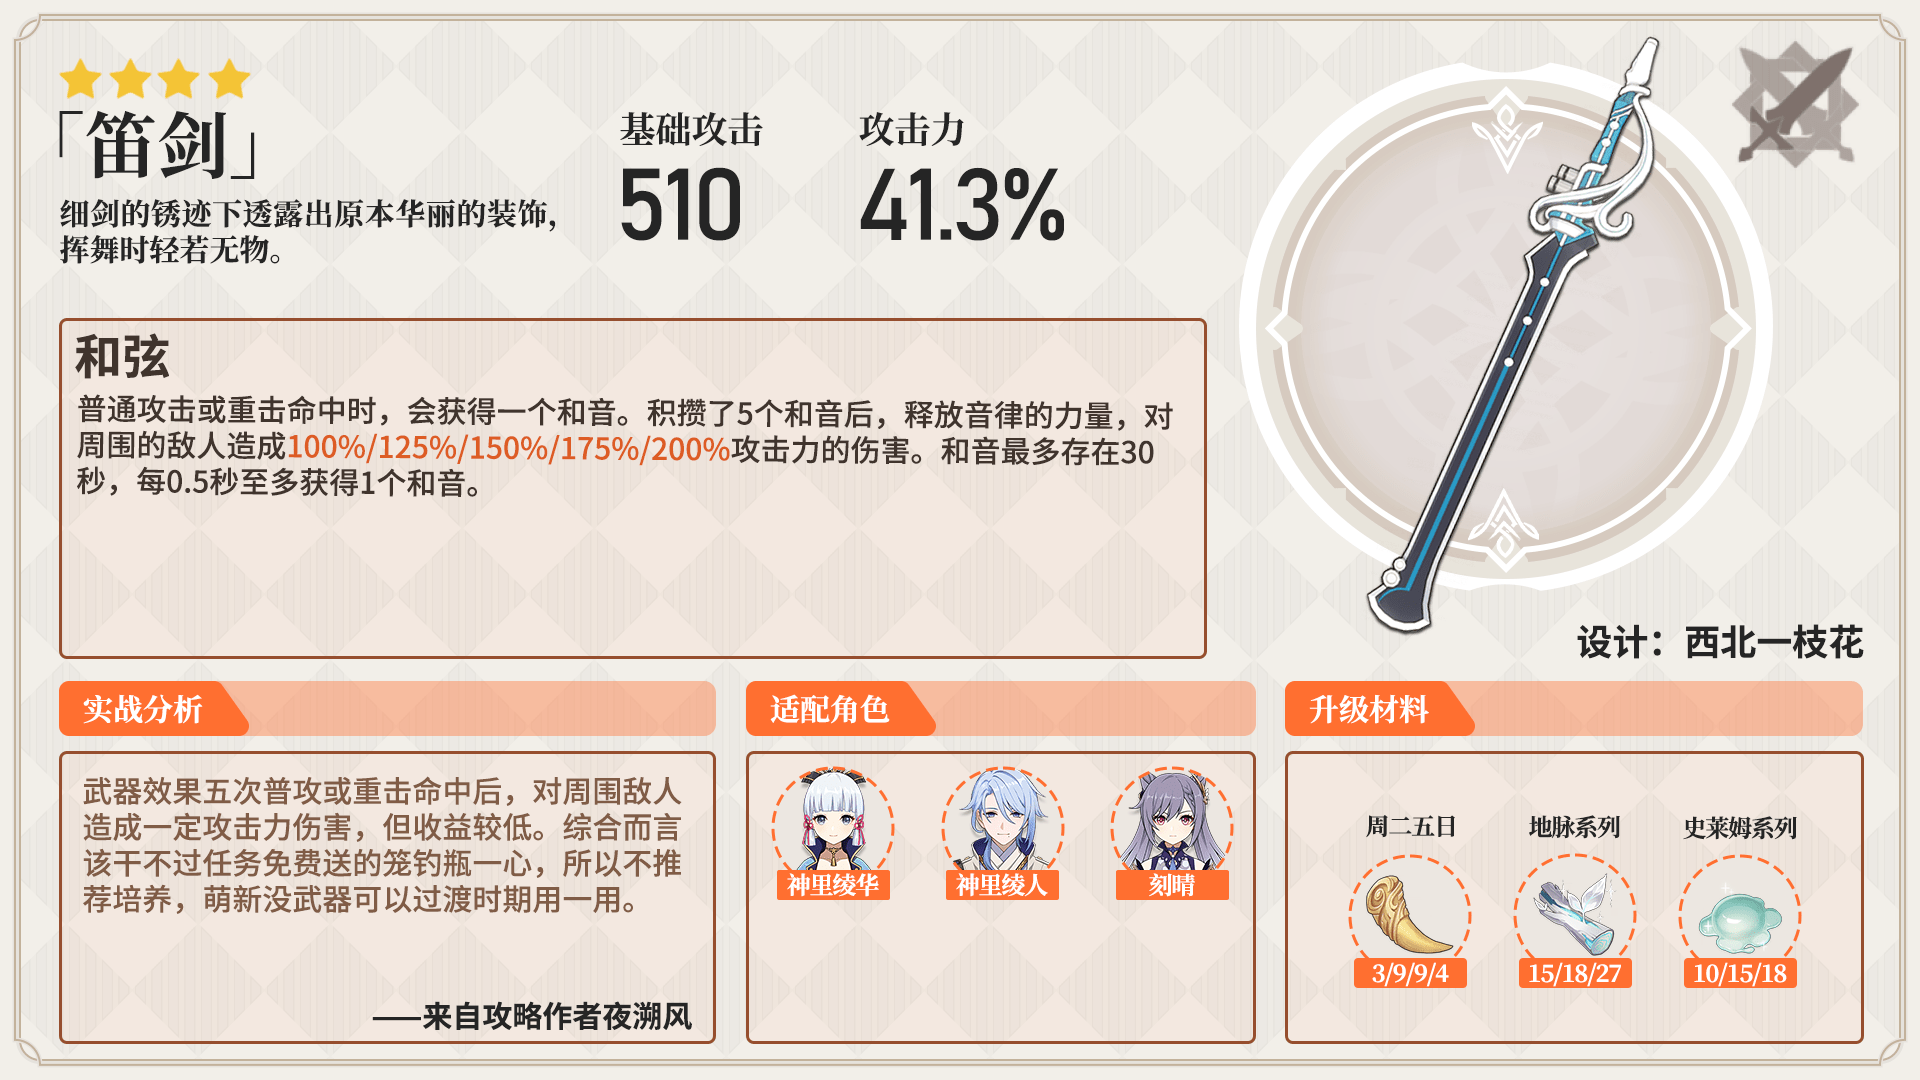 「笛剑」
细剑的锈迹下透露出原本华丽的装饰，
挥舞时轻若无物。
基础攻击
510
攻击力
41.3%
和弦
普通攻击或重击命中时，会获得一个和音。积攒了5个和音后，释放音律的力量，对
周围的敌人造成100%/125%/150%/175%/200%攻击力的伤害。和音最多存在30
秒，每0.5秒至多获得1个和音。
设计：西北一枝花
实战分析
武器效果五次普攻或重击命中后，对周围敌人
造成一定攻击力伤害，但收益较低。综合而言
该干不过任务免费送的笼钓瓶一心，所以不推
荐培养，萌新没武器可以过渡时期用一用。
——来自攻略作者夜溯风
适配角色
神里绫华
神里绫人
刻晴
升级材料
周二五日
地脉系列
史莱姆系列
3/9/9/4
15/18/27
10/15/18